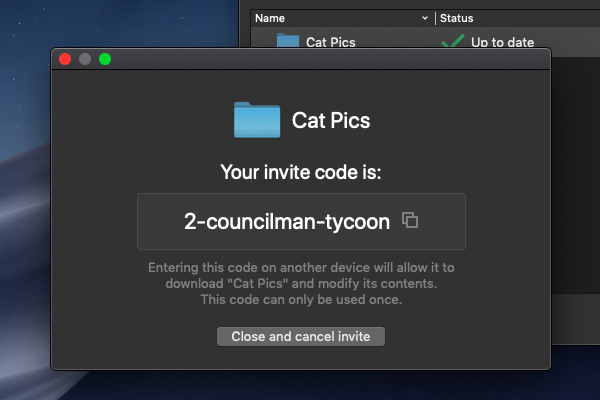 Name Status
Cat Pics Up to date
Cat Pics
Your invite code is:
2-councilman-tycoon
Entering this code on another device will allow it to
download "Cat Pics" and modify its contents.
This code can only be used once.
Close and cancel invite